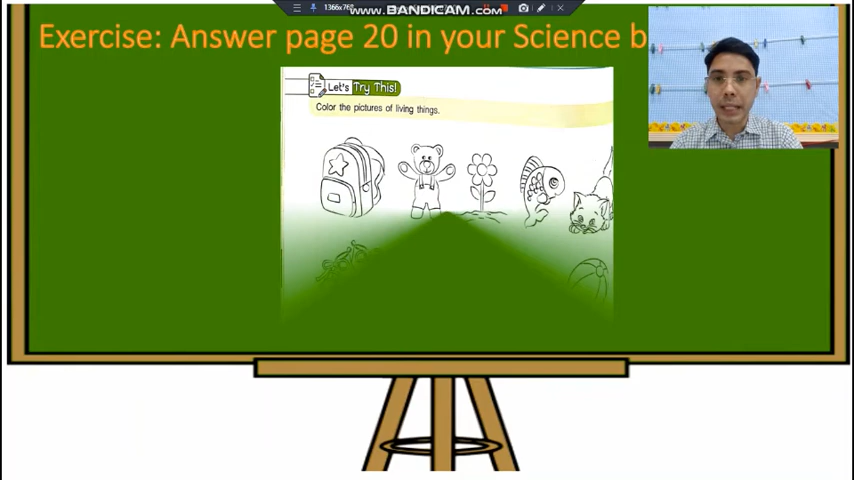 1366x768
www.BANDICAM.com
Exercise: Answer page 20 in your Science b
Let's Try This!
Color the pictures of living things.